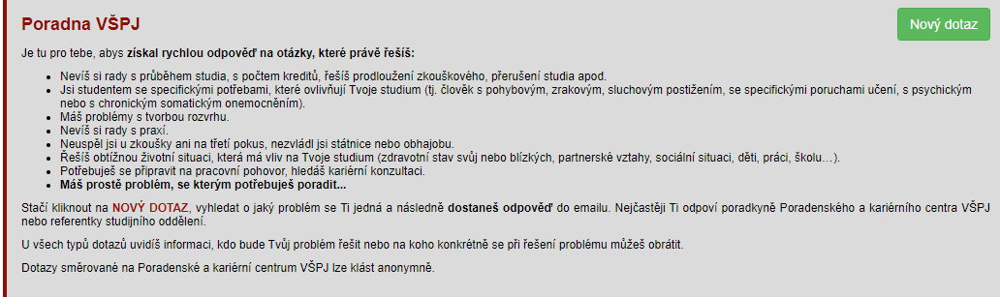 Poradna VŠPJ
Nový dotaz
Je tu pro tebe, abys získal rychlou odpověď na otázky, které právě řešíš:
• Nevíš si rady s průběhem studia, s počtem kreditů, řešíš prodloužení zkouškového, přerušení studia apod.
• Jsi studentem se specifickými potřebami, které ovlivňují Tvoje studium (tj. člověk s pohybovým, zrakovým, sluchovým postižením, se specifickými poruchami učení, s psychickým
nebo s chronickým somatickým onemocněním).
• Máš problémy s tvorbou rozvrhu.
• Nevíš si rady s praxí.
• Neuspěl jsi u zkoušky ani na třetí pokus, nezvládl jsi státnice nebo obhajobu.
• Řešíš obtížnou životní situaci, která má vliv na Tvoje studium (zdravotní stav svůj nebo blízkých, partnerské vztahy, sociální situaci, děti, práci, školu…).
• Potřebuješ se připravit na pracovní pohovor, hledáš kariérní konzultaci.
• Máš prostě problém, se kterým potřebuješ poradit...
Stačí kliknout na NOVÝ DOTAZ, vyhledat o jaký problém se Ti jedná a následně dostaneš odpověď do emailu. Nejčastěji Ti odpoví poradkyně Poradenského a kariérního centra VŠPJ
nebo referentky studijního oddělení.
U všech typů dotazů uvidíš informaci, kdo bude Tvůj problém řešit nebo na koho konkrétně se při řešení problému můžeš obrátit.
Dotazy směrované na Poradenské a kariérní centrum VŠPJ lze klást anonymně.